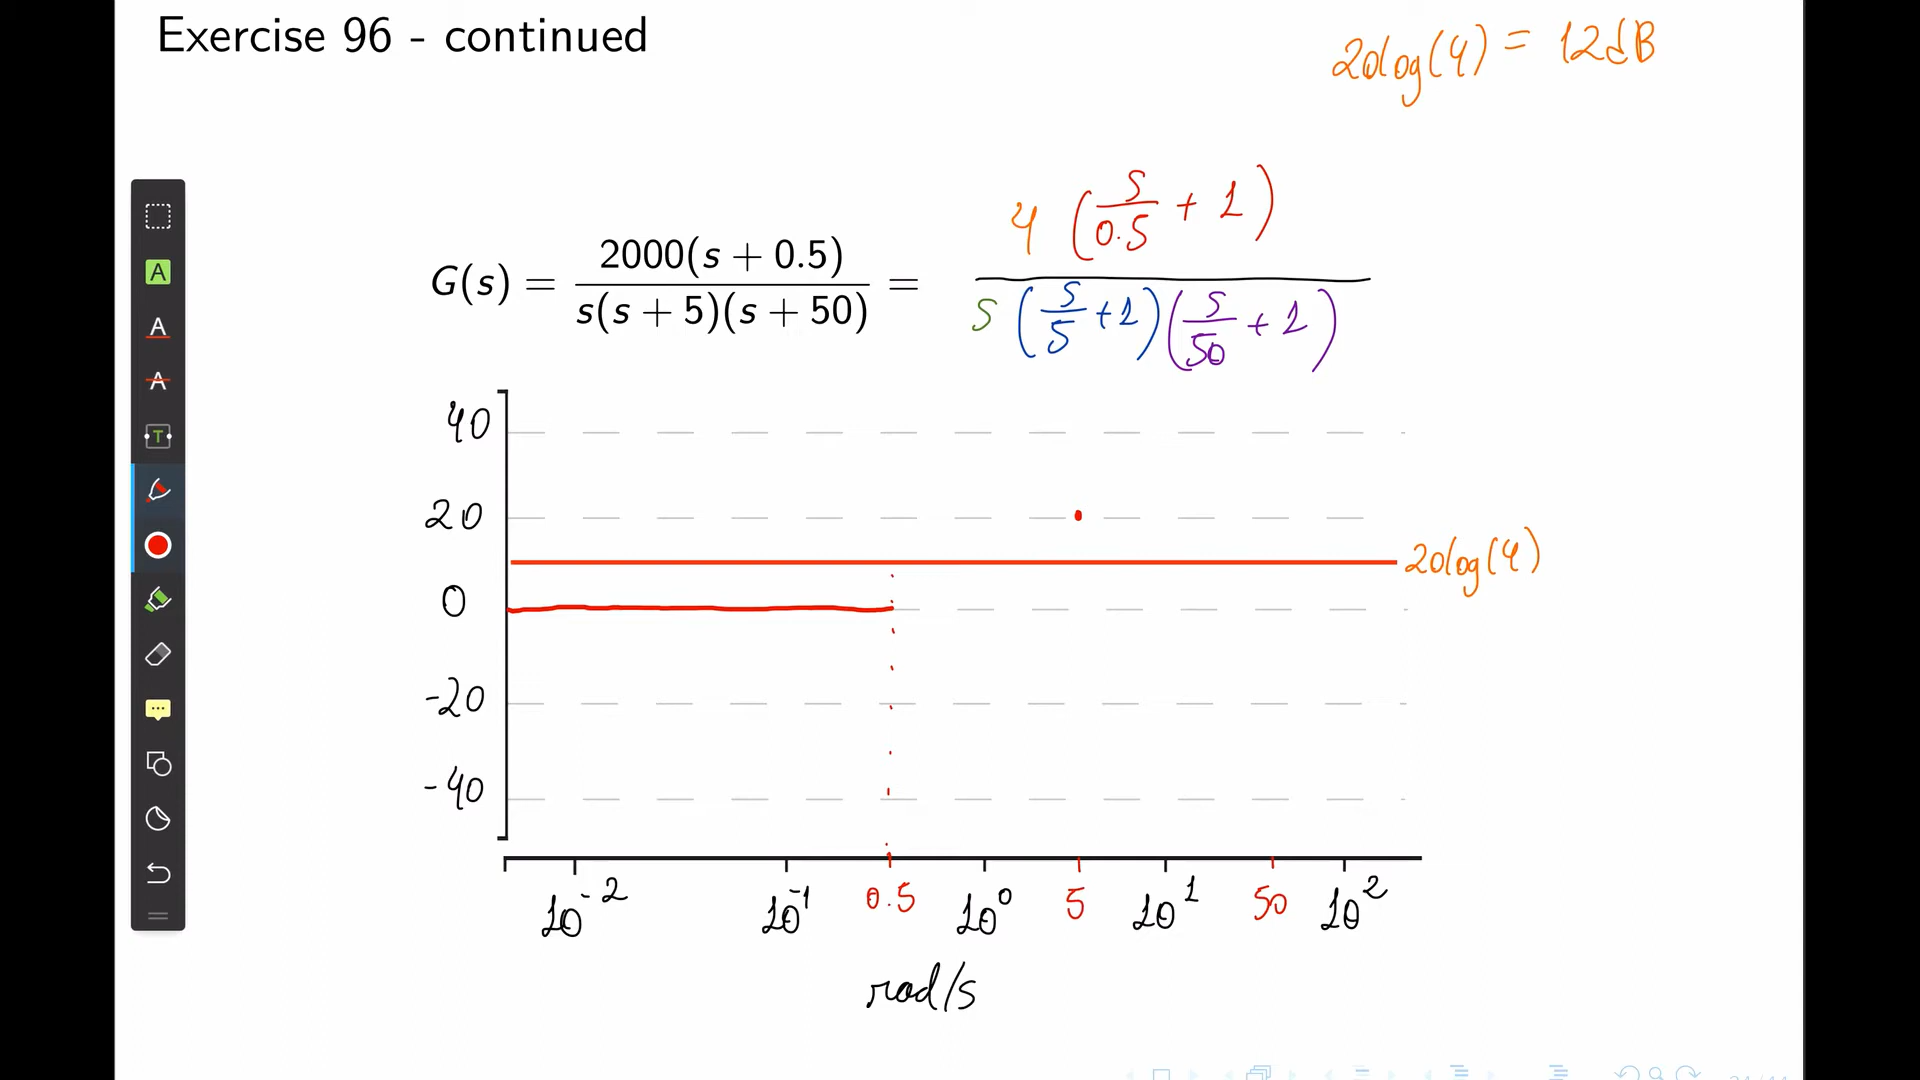 Exercise 96 - continued
20log(4) = 12dB
G(s) = 2000(s + 0.5) / s(s + 5)(s + 50) = 4 (s/0.5 + 1) / s (s/5 + 1)(s/50 + 1)
40
20
20log(4)
0
-20
-40
10^-2 10^-1 0.5 10^0 5 10^1 50 10^2
rad/s